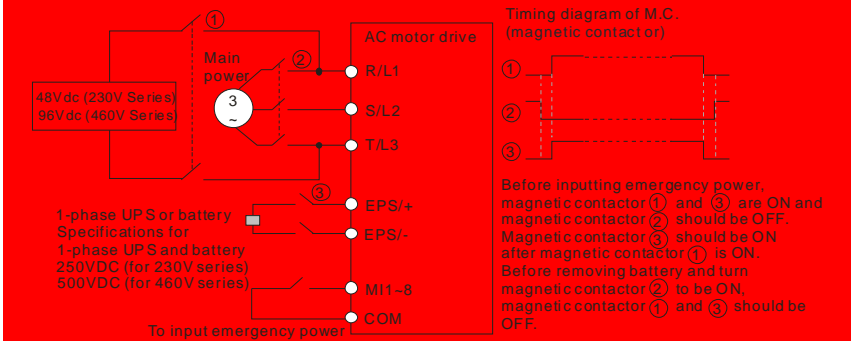 ①
Main
power
②
3
~
48Vdc (230V Series)
96Vdc (460V Series)
AC motor drive
R/L1
S/L2
T/L3
③
EPS/+
EPS/-
1-phase UPS or battery
Specifications for
1-phase UPS and battery
250VDC (for 230V series)
500VDC (for 460V series)
MI1~8
COM
To input emergency power
Timing diagram of M.C.
(magnetic contactor)
①
②
③
Before inputting emergency power,
magnetic contactor ① and ③ are ON and
magnetic contactor ② should be OFF.
Magnetic contactor ③ should be ON
after magnetic contactor ① is ON.
Before removing battery and turn
magnetic contactor ② to be ON,
magnetic contactor ① and ③ should be
OFF.